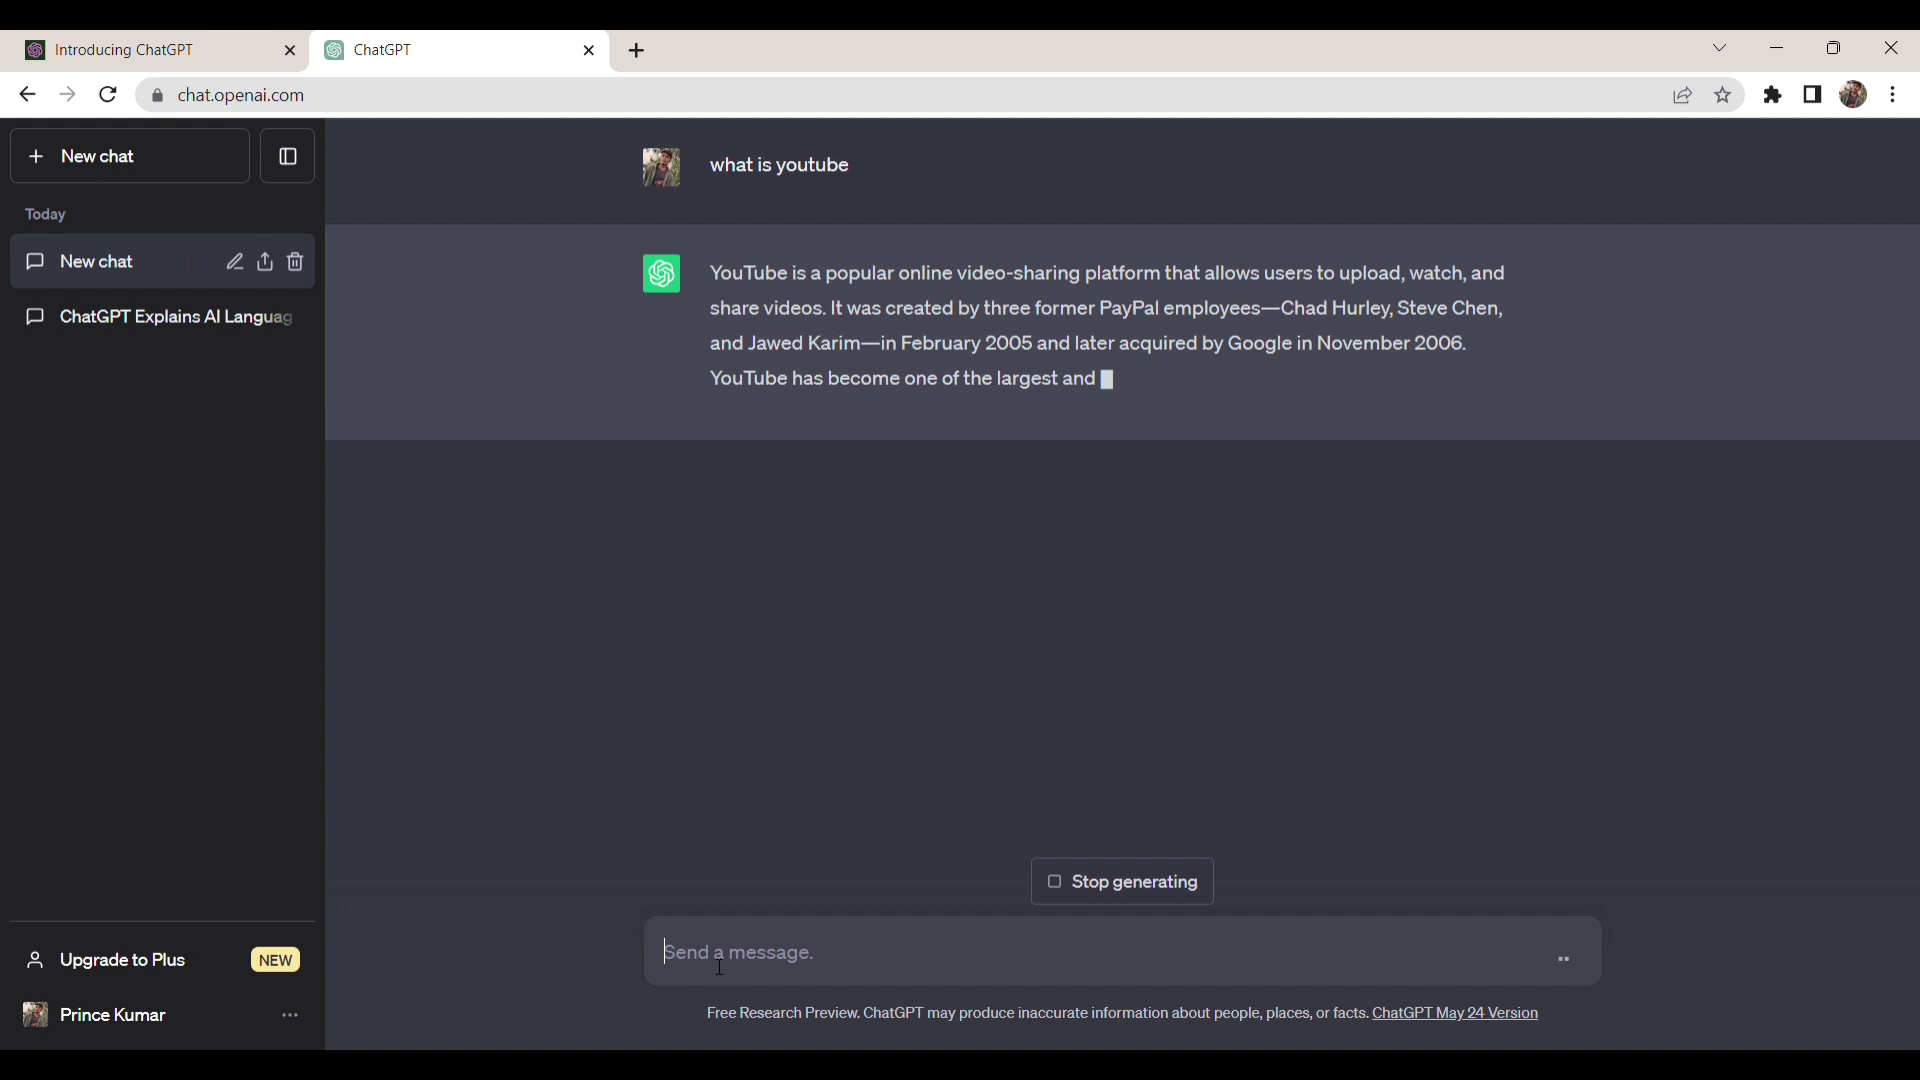 Introducing ChatGPT
ChatGPT
chat.openai.com
New chat
Today
New chat
ChatGPT Explains AI Languag
what is youtube
YouTube is a popular online video-sharing platform that allows users to upload, watch, and
share videos. It was created by three former PayPal employees—Chad Hurley, Steve Chen,
and Jawed Karim—in February 2005 and later acquired by Google in November 2006.
YouTube has become one of the largest and
Stop generating
Send a message.
Free Research Preview. ChatGPT may produce inaccurate information about people, places, or facts. ChatGPT May 24 Version
Upgrade to Plus
NEW
Prince Kumar